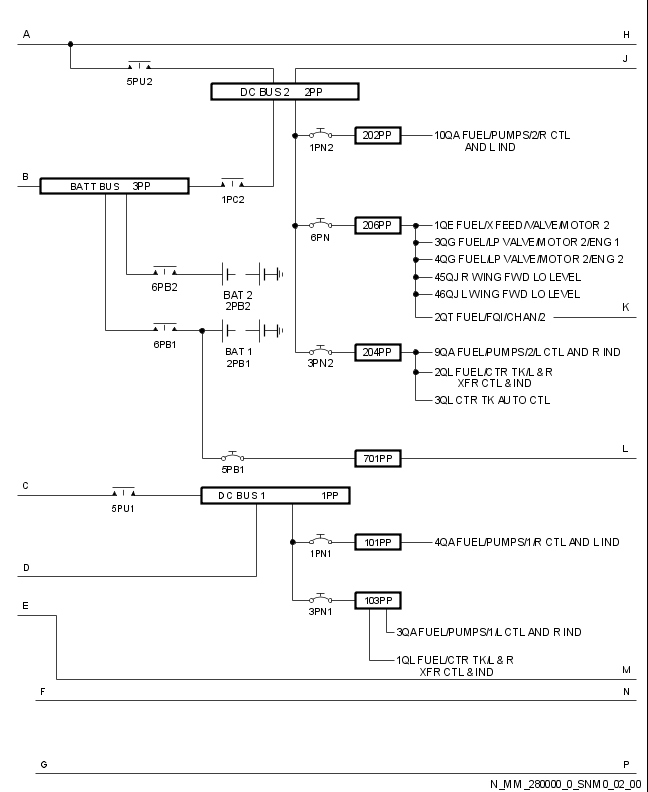 A H
J
5PU2
DC BUS 2 2PP
1PN2
202PP
10QA FUEL/PUMPS/2/R CTL
AND L IND
B
BATT BUS 3PP
1PC2
6PN
206PP
1QE FUEL/X FEED/VALVE/MOTOR 2
3QG FUEL/LP VALVE/MOTOR 2/ENG 1
4QG FUEL/LP VALVE/MOTOR 2/ENG 2
45QJ R WING FWD LO LEVEL
46QJ L WING FWD LO LEVEL
2QT FUEL/FQI/CHAN/2
K
6PB2
BAT 2
2PB2
6PB1
BAT 1
2PB1
3PN2
204PP
9QA FUEL/PUMPS/2/L CTL AND R IND
2QL FUEL/CTR TK/L & R
XFR CTL & IND
3QL CTR TK AUTO CTL
5PB1
701PP
L
C
5PU1
DC BUS 1 1PP
1PN1
101PP
4QA FUEL/PUMPS/1/R CTL AND L IND
D
3PN1
103PP
E
3QA FUEL/PUMPS/1/L CTL AND R IND
1QL FUEL/CTR TK/L & R
XFR CTL & IND
M
F N
G P
N_MM_280000_0_SNM0_02_00